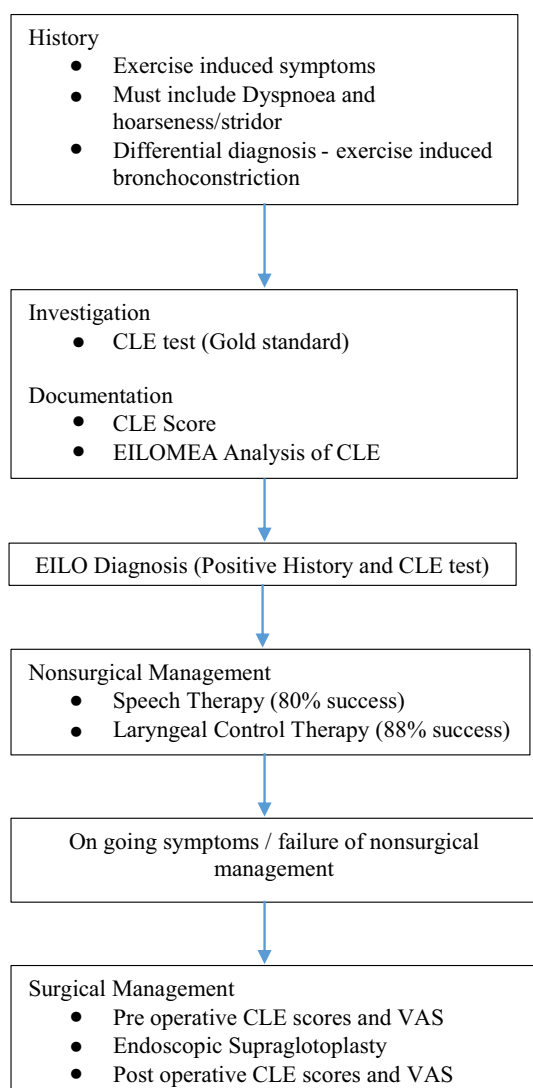 History
● Exercise induced symptoms
● Must include Dyspnoea and
hoarseness/stridor
● Differential diagnosis - exercise induced
bronchoconstriction
Investigation
● CLE test (Gold standard)
Documentation
● CLE Score
● EILOMEA Analysis of CLE
EILO Diagnosis (Positive History and CLE test)
Nonsurgical Management
● Speech Therapy (80% success)
● Laryngeal Control Therapy (88% success)
On going symptoms / failure of nonsurgical
management
Surgical Management
● Pre operative CLE scores and VAS
● Endoscopic Supraglotoplasty
● Post operative CLE scores and VAS